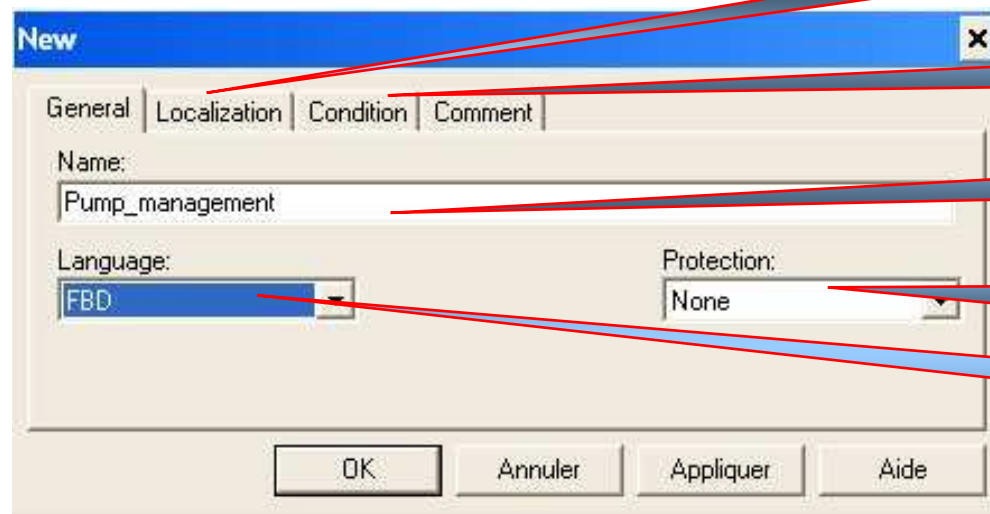 New
General Localization Condition Comment
Name:
Pump_management
Language: Protection:
FBD None
OK Annuler Appliquer Aide